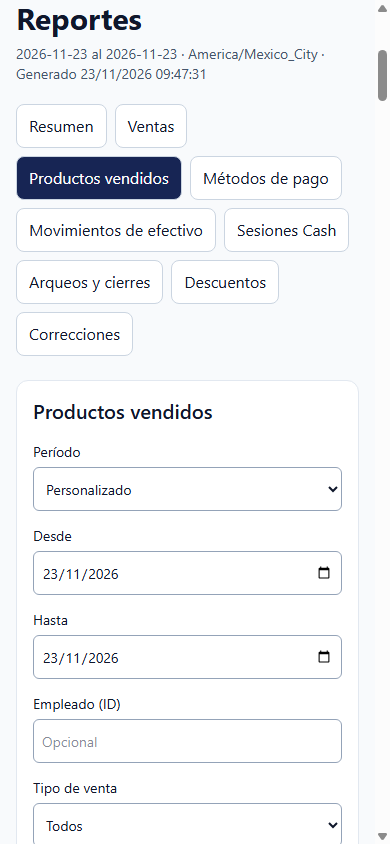 Reportes
2026-11-23 al 2026-11-23 · America/Mexico_City ·
Generado 23/11/2026 09:47:31
Resumen
Ventas
Productos vendidos
Métodos de pago
Movimientos de efectivo
Sesiones Cash
Arqueos y cierres
Descuentos
Correcciones
Productos vendidos
Período
Personalizado
Desde
23/11/2026
Hasta
23/11/2026
Empleado (ID)
Opcional
Tipo de venta
Todos